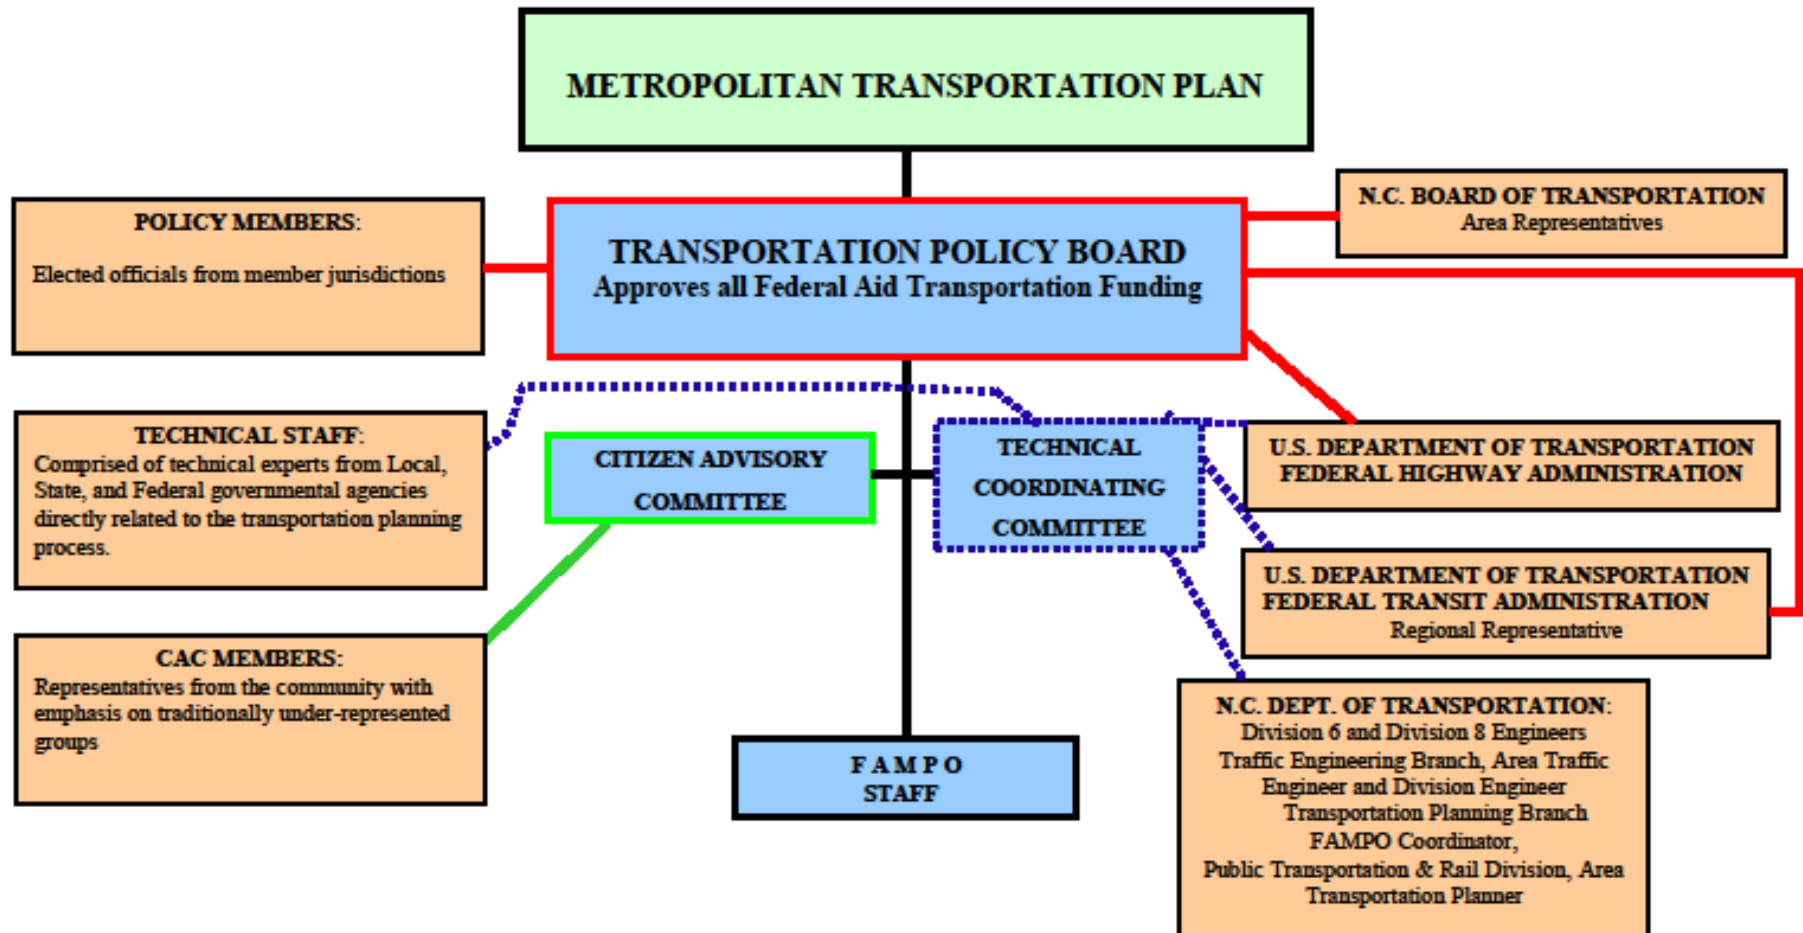 METROPOLITAN TRANSPORTATION PLAN
POLICY MEMBERS:
Elected officials from member jurisdictions
TRANSPORTATION POLICY BOARD
Approves all Federal Aid Transportation Funding
N.C. BOARD OF TRANSPORTATION
Area Representatives
TECHNICAL STAFF:
Comprised of technical experts from Local,
State, and Federal governmental agencies
directly related to the transportation planning
process.
CITIZEN ADVISORY
COMMITTEE
TECHNICAL
COORDINATING
COMMITTEE
U.S. DEPARTMENT OF TRANSPORTATION
FEDERAL HIGHWAY ADMINISTRATION
U.S. DEPARTMENT OF TRANSPORTATION
FEDERAL TRANSIT ADMINISTRATION
Regional Representative
CAC MEMBERS:
Representatives from the community with
emphasis on traditionally under-represented
groups
F A M P O
STAFF
N.C. DEPT. OF TRANSPORTATION:
Division 6 and Division 8 Engineers
Traffic Engineering Branch, Area Traffic
Engineer and Division Engineer
Transportation Planning Branch
FAMPO Coordinator,
Public Transportation & Rail Division, Area
Transportation Planner